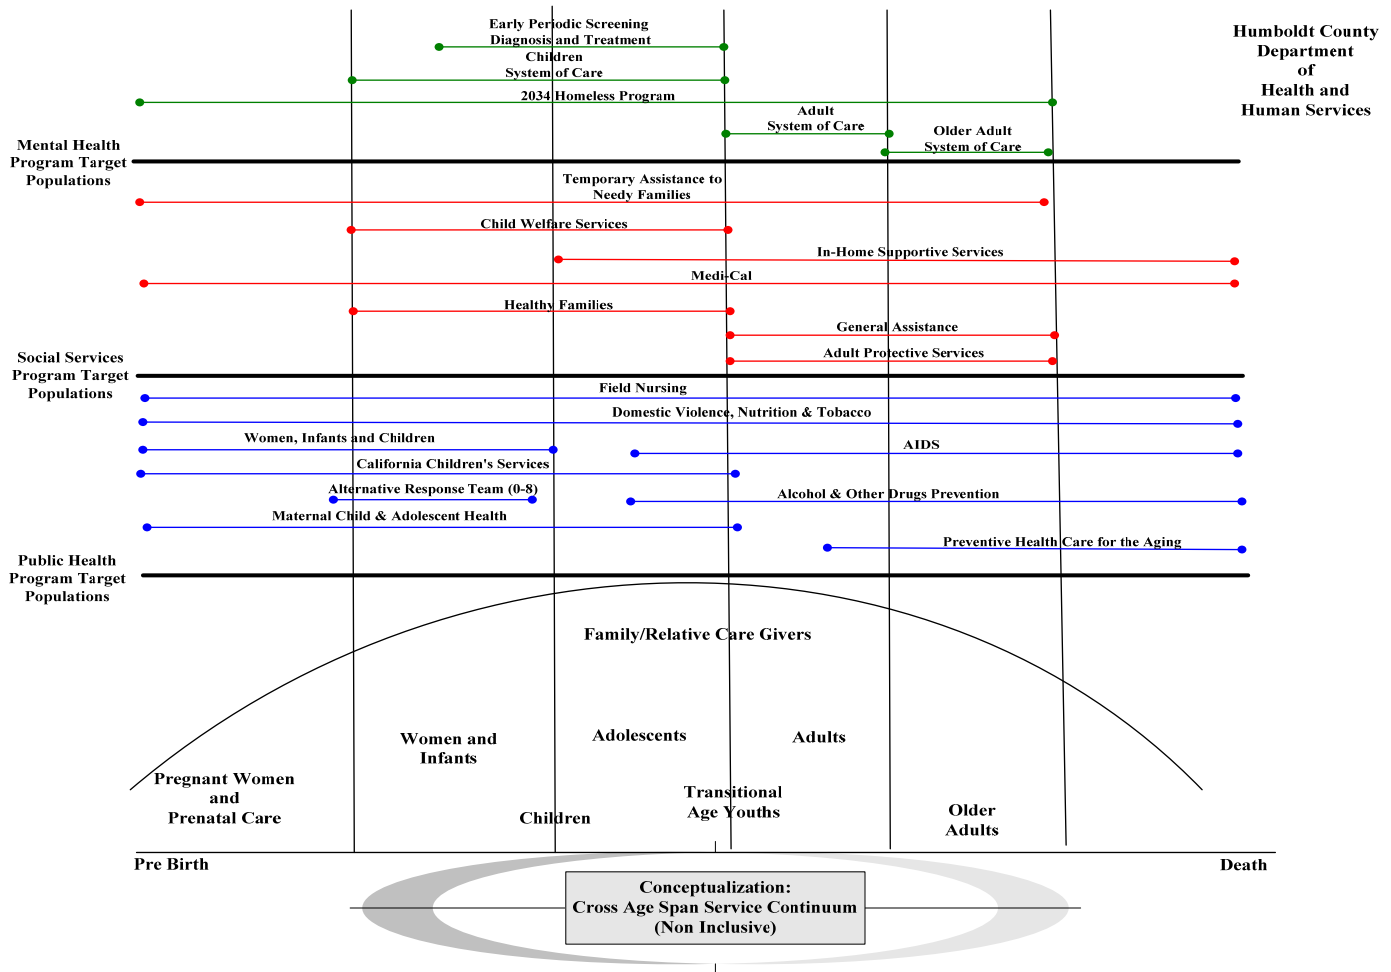 Early Periodic Screening
Diagnosis and Treatment
Children
System of Care
2034 Homeless Program
Adult
System of Care
Older Adult
System of Care
Humboldt County
Department
of
Health and
Human Services
Mental Health
Program Target
Populations
Temporary Assistance to
Needy Families
Child Welfare Services
In-Home Supportive Services
Medi-Cal
Healthy Families
General Assistance
Adult Protective Services
Social Services
Program Target
Populations
Field Nursing
Domestic Violence, Nutrition & Tobacco
Women, Infants and Children
AIDS
California Children's Services
Alternative Response Team (0-8)
Alcohol & Other Drugs Prevention
Maternal Child & Adolescent Health
Preventive Health Care for the Aging
Public Health
Program Target
Populations
Family/Relative Care Givers
Pregnant Women
and
Prenatal Care
Women and
Infants
Children
Adolescents
Transitional
Age Youths
Adults
Older
Adults
Pre Birth
Death
Conceptualization:
Cross Age Span Service Continuum
(Non Inclusive)